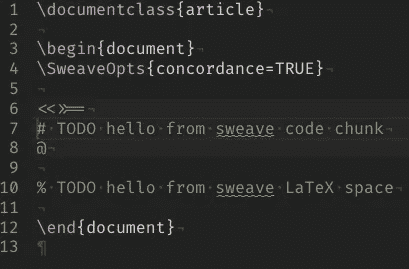 1 \documentclass{article}¬
2 ¬
3 \begin{document}¬
4 \SweaveOpts{concordance=TRUE}¬
5 ¬
6 <<>>=¬
7 #·TODO·hello·from·sweave·code·chunk
8 @¬
9 ¬
10 %·TODO·hello·from·sweave·LaTeX·space
11 ¬
12 \end{document}¬
13 ¶